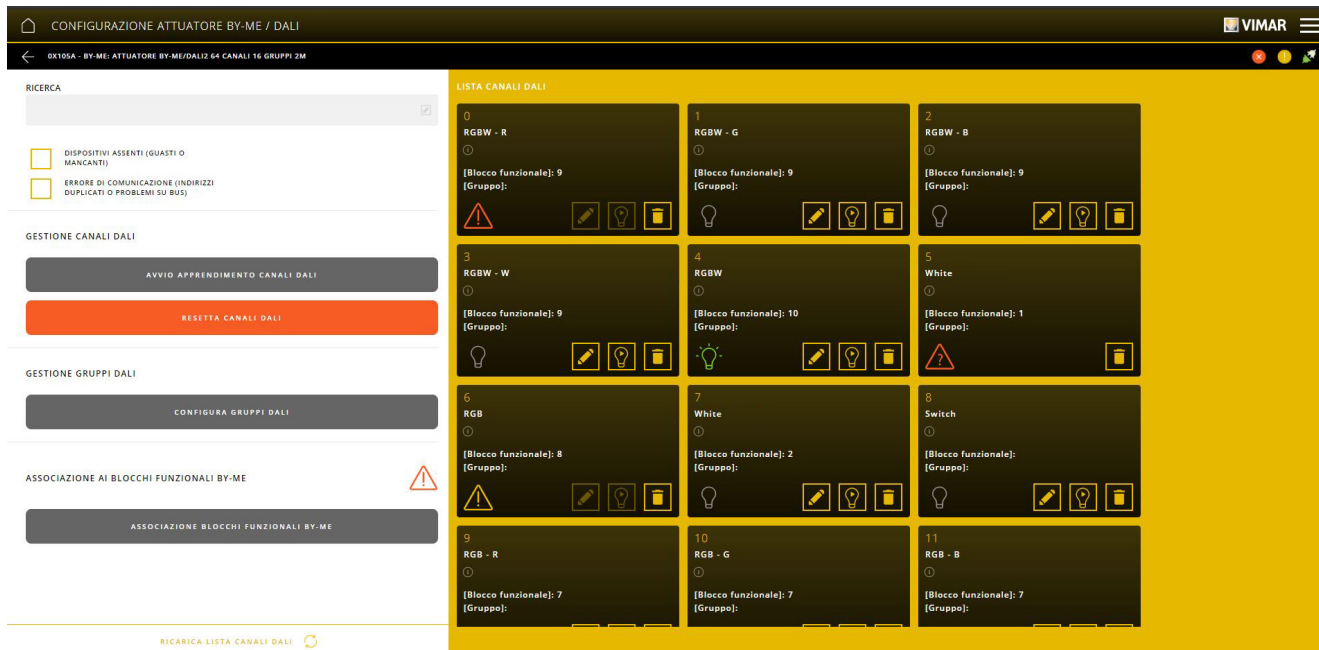 CONFIGURAZIONE ATTUATORE BY-ME / DALI
VIMAR
0X105A - BY-ME: ATTUATORE BY-ME/DALI2 64 CANALI 16 GRUPPI 2M
RICERCA
DISPOSITIVI ASSENTI (GUASTI O
MANCANTI)
ERRORE DI COMUNICAZIONE (INDIRIZZI
DUPLICATI O PROBLEMI SU BUS)
GESTIONE CANALI DALI
AVVIO APPRENDIMENTO CANALI DALI
RESETTA CANALI DALI
GESTIONE GRUPPI DALI
CONFIGURA GRUPPI DALI
ASSOCIAZIONE AI BLOCCHI FUNZIONALI BY-ME
ASSOCIAZIONE BLOCCHI FUNZIONALI BY-ME
RICARICA LISTA CANALI DALI
LISTA CANALI DALI
0
RGBW - R
[Blocco funzionale]: 9
[Gruppo]:
1
RGBW - G
[Blocco funzionale]: 9
[Gruppo]:
2
RGBW - B
[Blocco funzionale]: 9
[Gruppo]:
3
RGBW - W
[Blocco funzionale]: 9
[Gruppo]:
4
RGBW
[Blocco funzionale]: 10
[Gruppo]:
5
White
[Blocco funzionale]: 1
[Gruppo]:
6
RGB
[Blocco funzionale]: 8
[Gruppo]:
7
White
[Blocco funzionale]: 2
[Gruppo]:
8
Switch
[Blocco funzionale]:
[Gruppo]:
9
RGB - R
[Blocco funzionale]: 7
[Gruppo]:
10
RGB - G
[Blocco funzionale]: 7
[Gruppo]:
11
RGB - B
[Blocco funzionale]: 7
[Gruppo]: